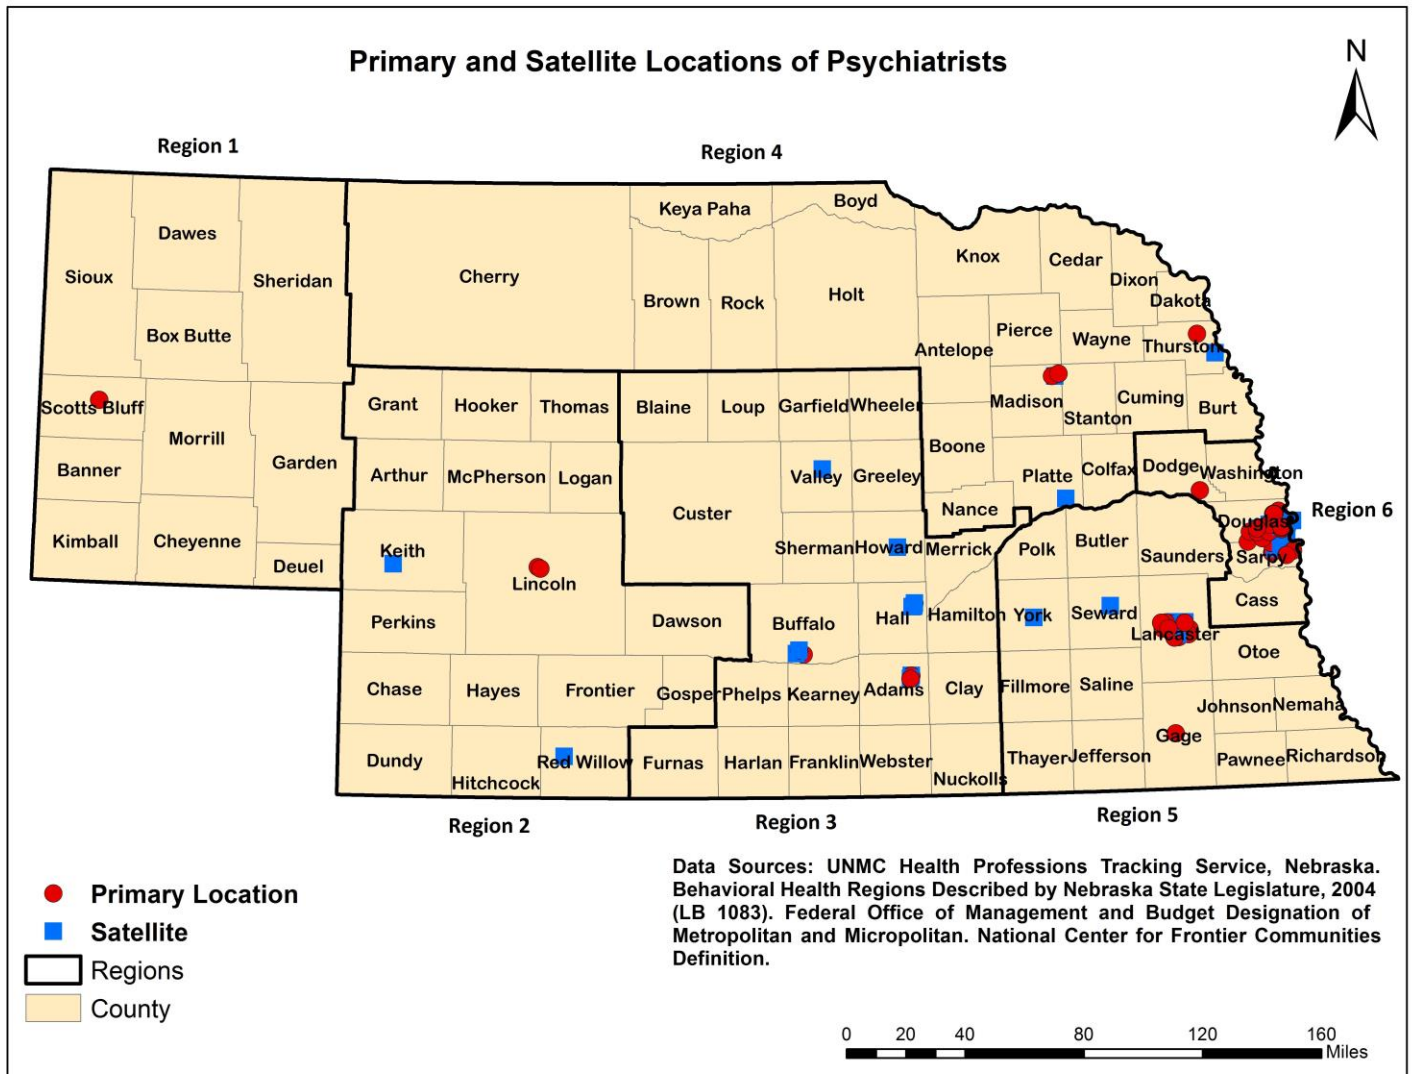 Primary and Satellite Locations of Psychiatrists
N
Region 1
Region 4
Boyd
Keya Paha
Dawes
Knox
Cedar
Sioux
Sheridan
Cherry
Dixon
Brown
Rock
Holt
Dakota
Box Butte
Pierce
Wayne
Thurston
Antelope
Scotts Bluff
Grant
Hooker
Thomas
Blaine
Loup
Garfield
Wheeler
Madison
Stanton
Cuming
Burt
Morrill
Boone
Banner
Garden
Arthur
McPherson
Logan
Valley
Greeley
Platte
Colfax
Dodge
Washington
Custer
Nance
Region 6
Kimball
Cheyenne
Deuel
Keith
Lincoln
Sherman
Howard
Merrick
Polk
Butler
Saunders
Douglas
Sarpy
Perkins
Dawson
Buffalo
Hall
Hamilton
York
Seward
Lancaster
Cass
Otoe
Chase
Hayes
Frontier
Gosper
Phelps
Kearney
Adams
Clay
Fillmore
Saline
Johnson
Nemaha
Gage
Dundy
Hitchcock
Red Willow
Furnas
Harlan
Franklin
Webster
Nuckolls
Thayer
Jefferson
Pawnee
Richardson
Region 2
Region 3
Region 5
Primary Location
Satellite
Regions
County
Data Sources: UNMC Health Professions Tracking Service, Nebraska.
Behavioral Health Regions Described by Nebraska State Legislature, 2004
(LB 1083). Federal Office of Management and Budget Designation of
Metropolitan and Micropolitan. National Center for Frontier Communities
Definition.
0 20 40 80 120 160
Miles